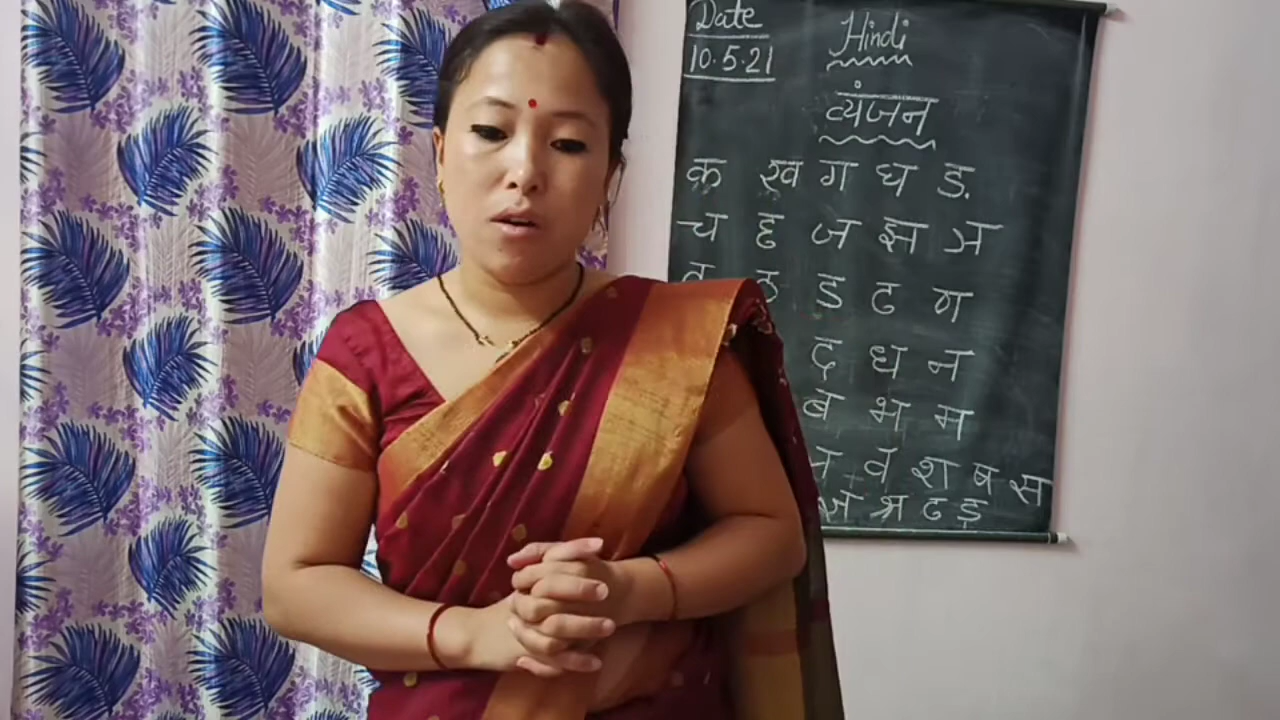 Date
10.5.21
Hindi
व्यंजन
क ख ग घ ड.
च छ ज झ ञ
ठ ड ढ ण
द ध न
ब भ म
व श ष स
श्र ढ ड़